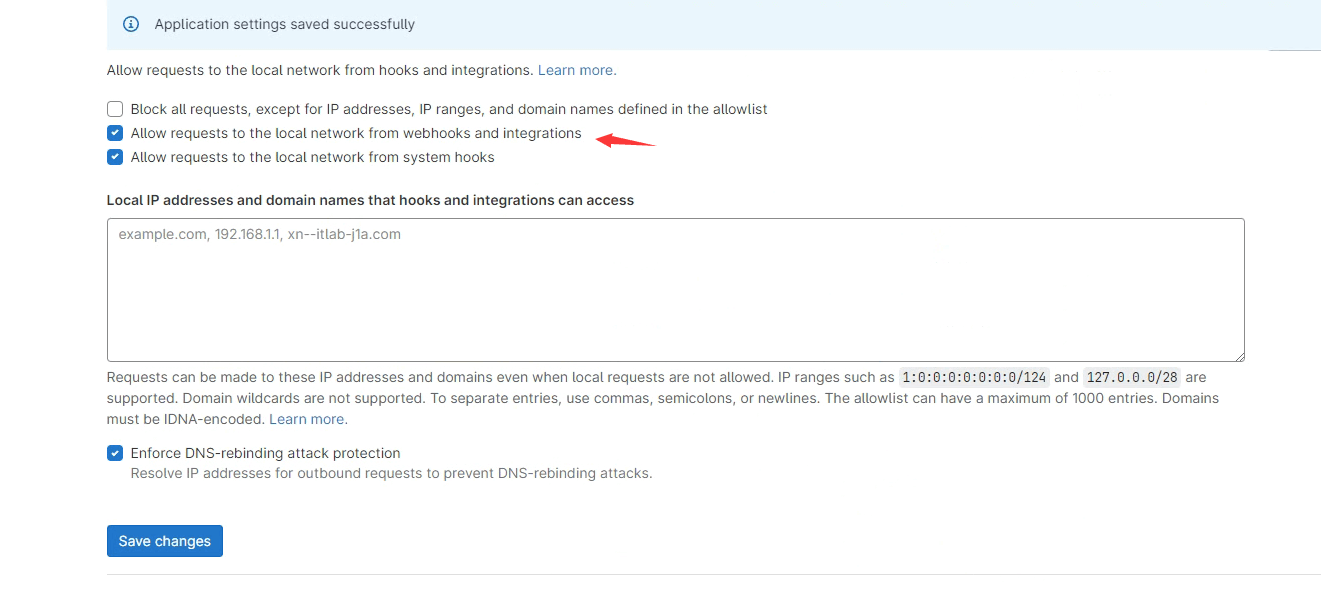 Application settings saved successfully
Allow requests to the local network from hooks and integrations. Learn more.
Block all requests, except for IP addresses, IP ranges, and domain names defined in the allowlist
Allow requests to the local network from webhooks and integrations
Allow requests to the local network from system hooks
Local IP addresses and domain names that hooks and integrations can access
example.com, 192.168.1.1, xn--itlab-j1a.com
Requests can be made to these IP addresses and domains even when local requests are not allowed. IP ranges such as 1:0:0:0:0:0:0:0/124 and 127.0.0.0/28 are
supported. Domain wildcards are not supported. To separate entries, use commas, semicolons, or newlines. The allowlist can have a maximum of 1000 entries. Domains
must be IDNA-encoded. Learn more.
Enforce DNS-rebinding attack protection
Resolve IP addresses for outbound requests to prevent DNS-rebinding attacks.
Save changes